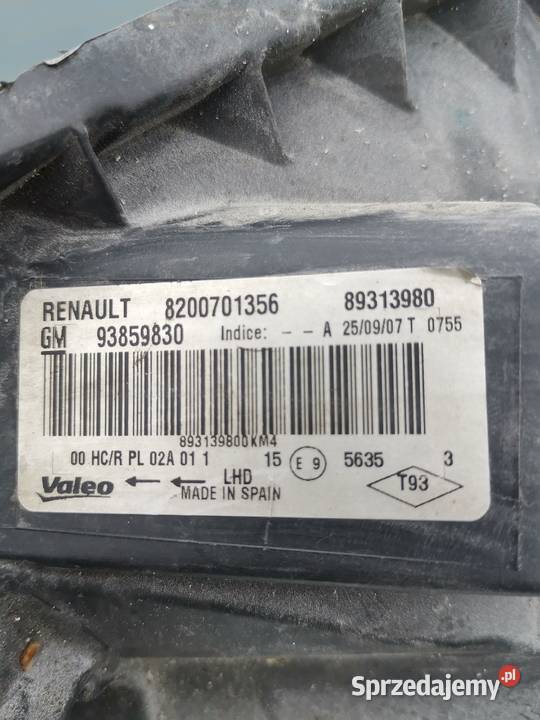 RENAULT 8200701356 89313980
GM 93859830 Indice: - - A 25/09/07 T 0755
893139800KM4
00 HC/R PL 02A 01 1 15 E 9 5635 3
Valeo ← ← LHD T93
MADE IN SPAIN
Sprzedajemy.pl